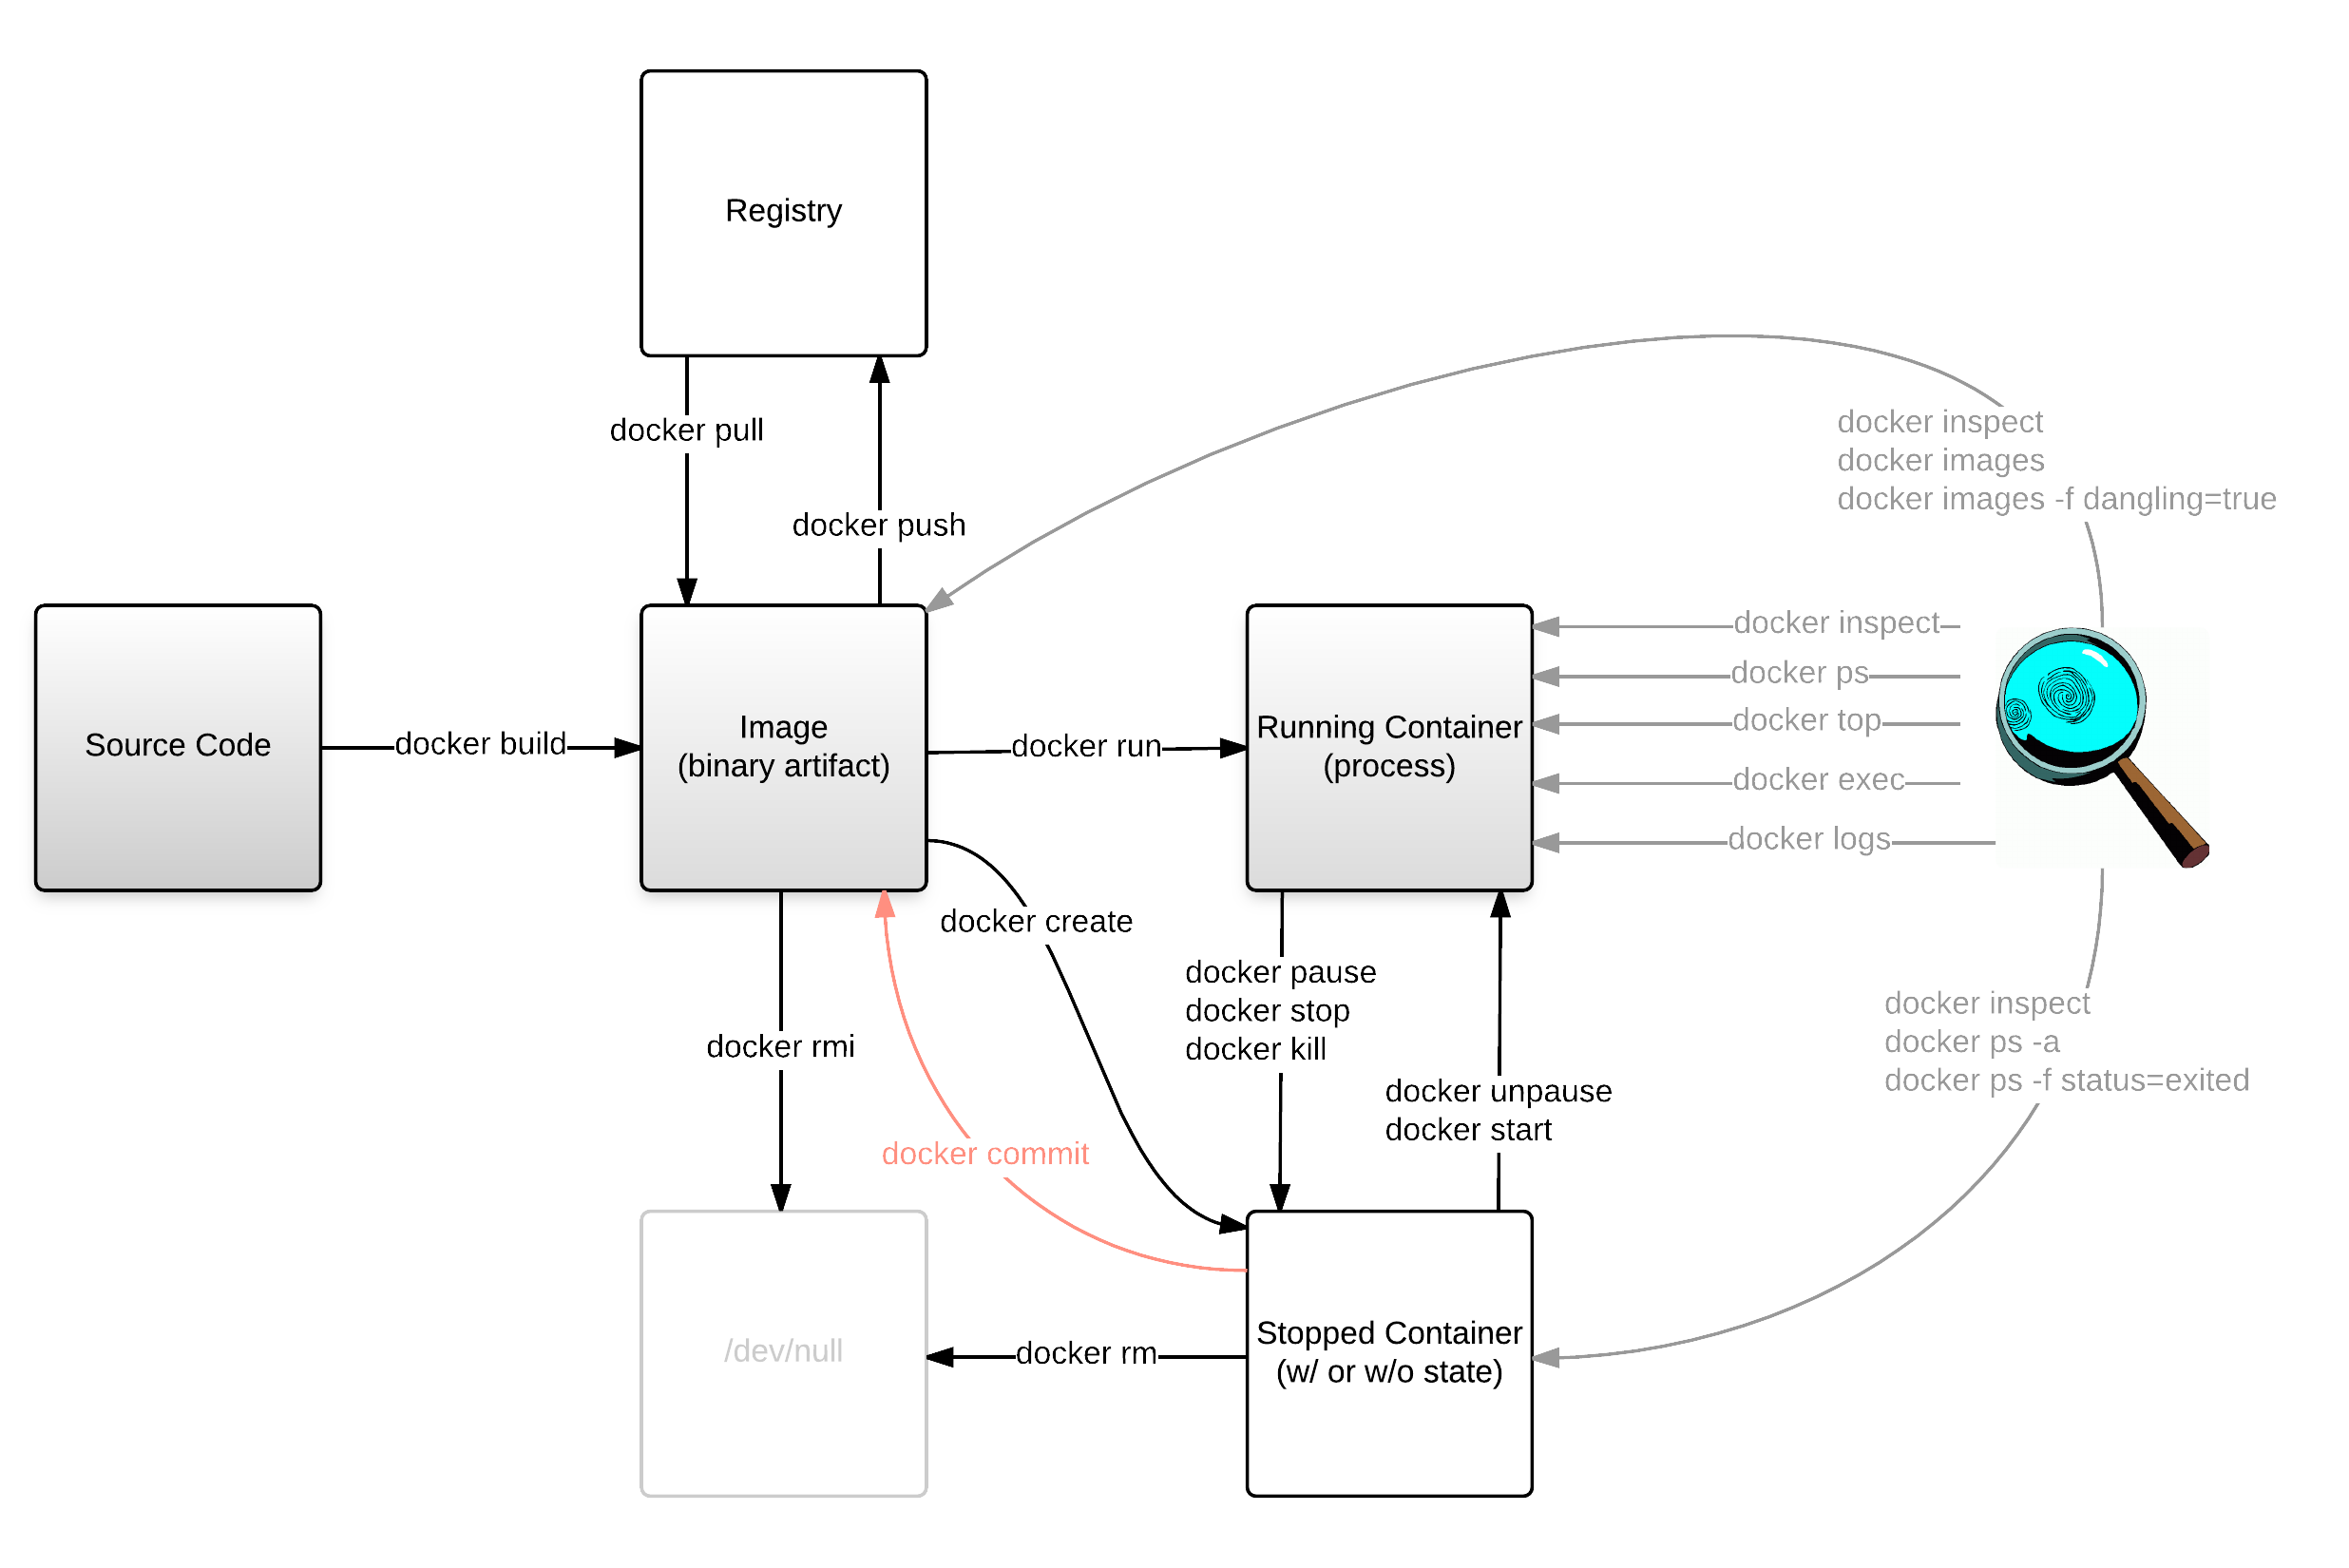 Registry
docker pull
docker push
docker inspect
docker images
docker images -f dangling=true
Source Code
docker build
Image
(binary artifact)
docker run
Running Container
(process)
docker inspect
docker ps
docker top
docker exec
docker logs
docker create
docker pause
docker stop
docker kill
docker rmi
docker unpause
docker start
docker inspect
docker ps -a
docker ps -f status=exited
docker commit
/dev/null
docker rm
Stopped Container
(w/ or w/o state)